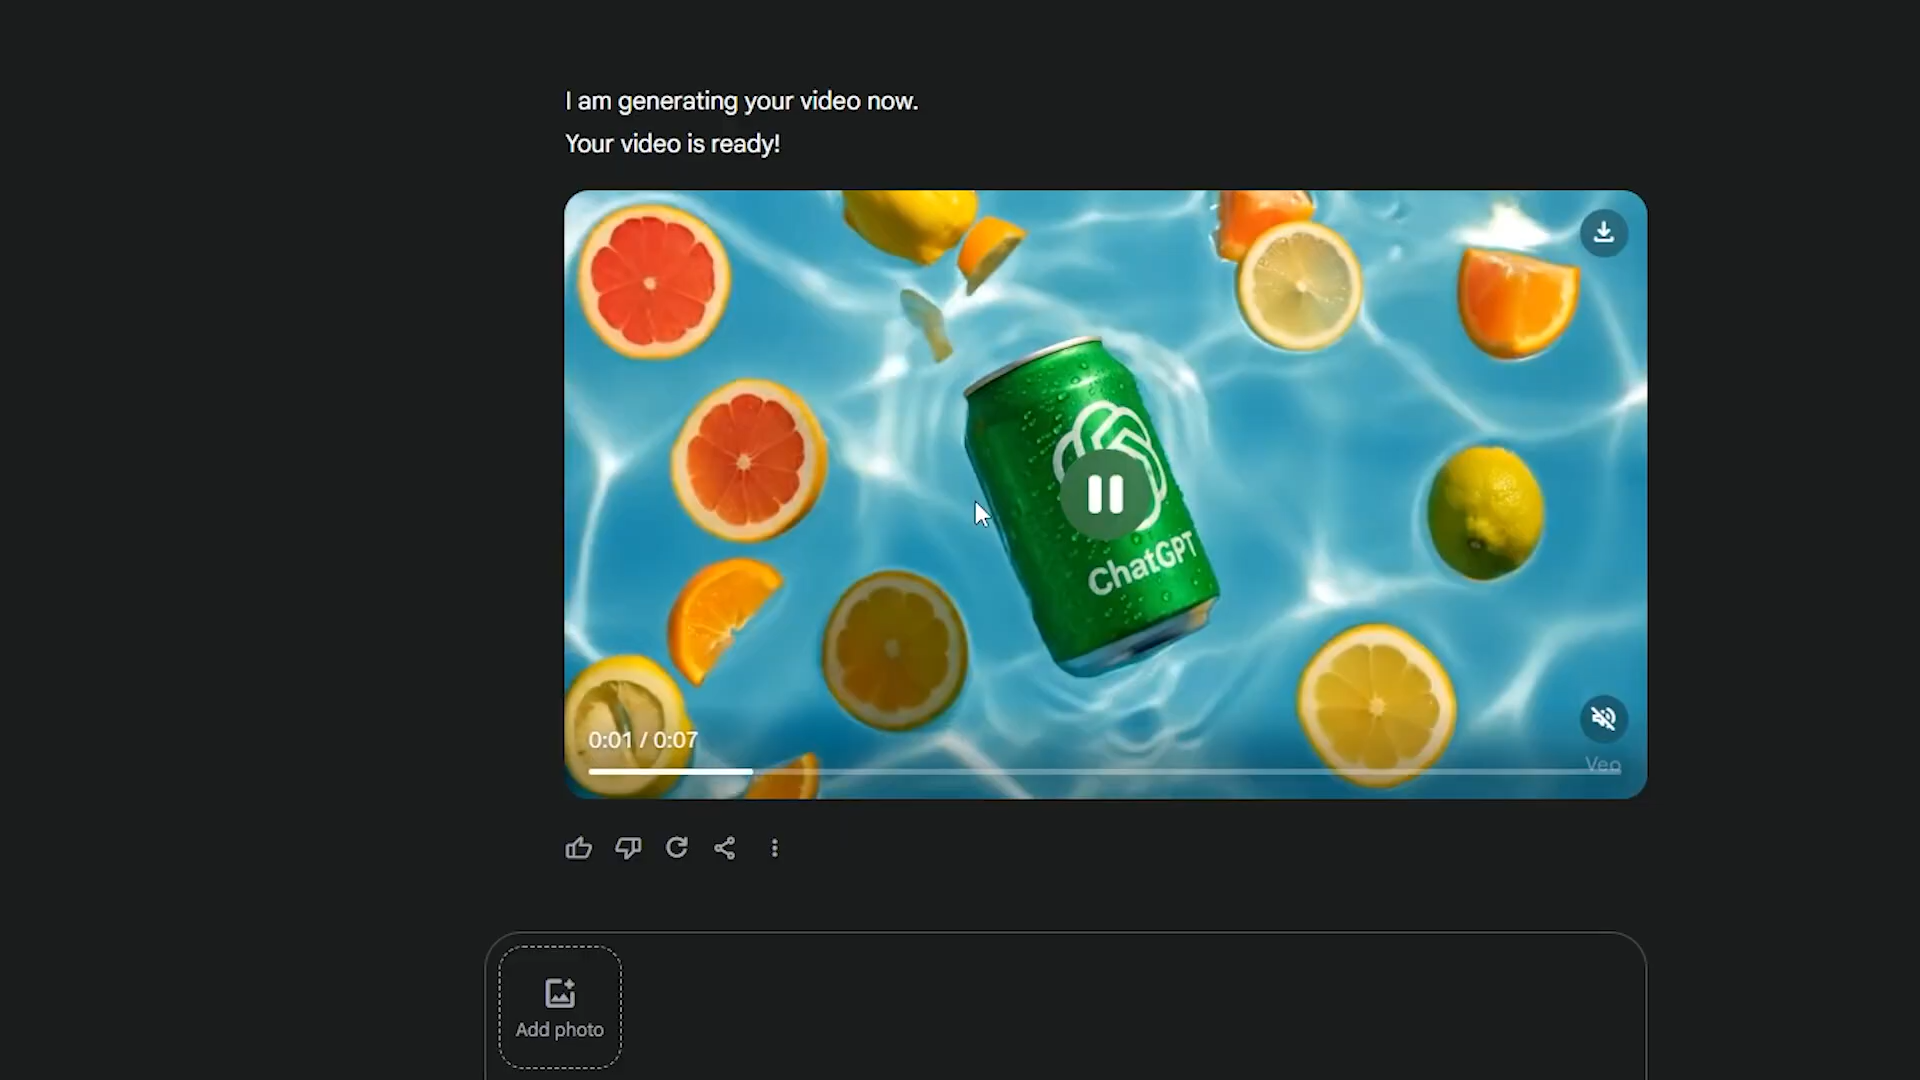 I am generating your video now.
Your video is ready!
ChatGPT
0:01 / 0:07
Veo
Add photo